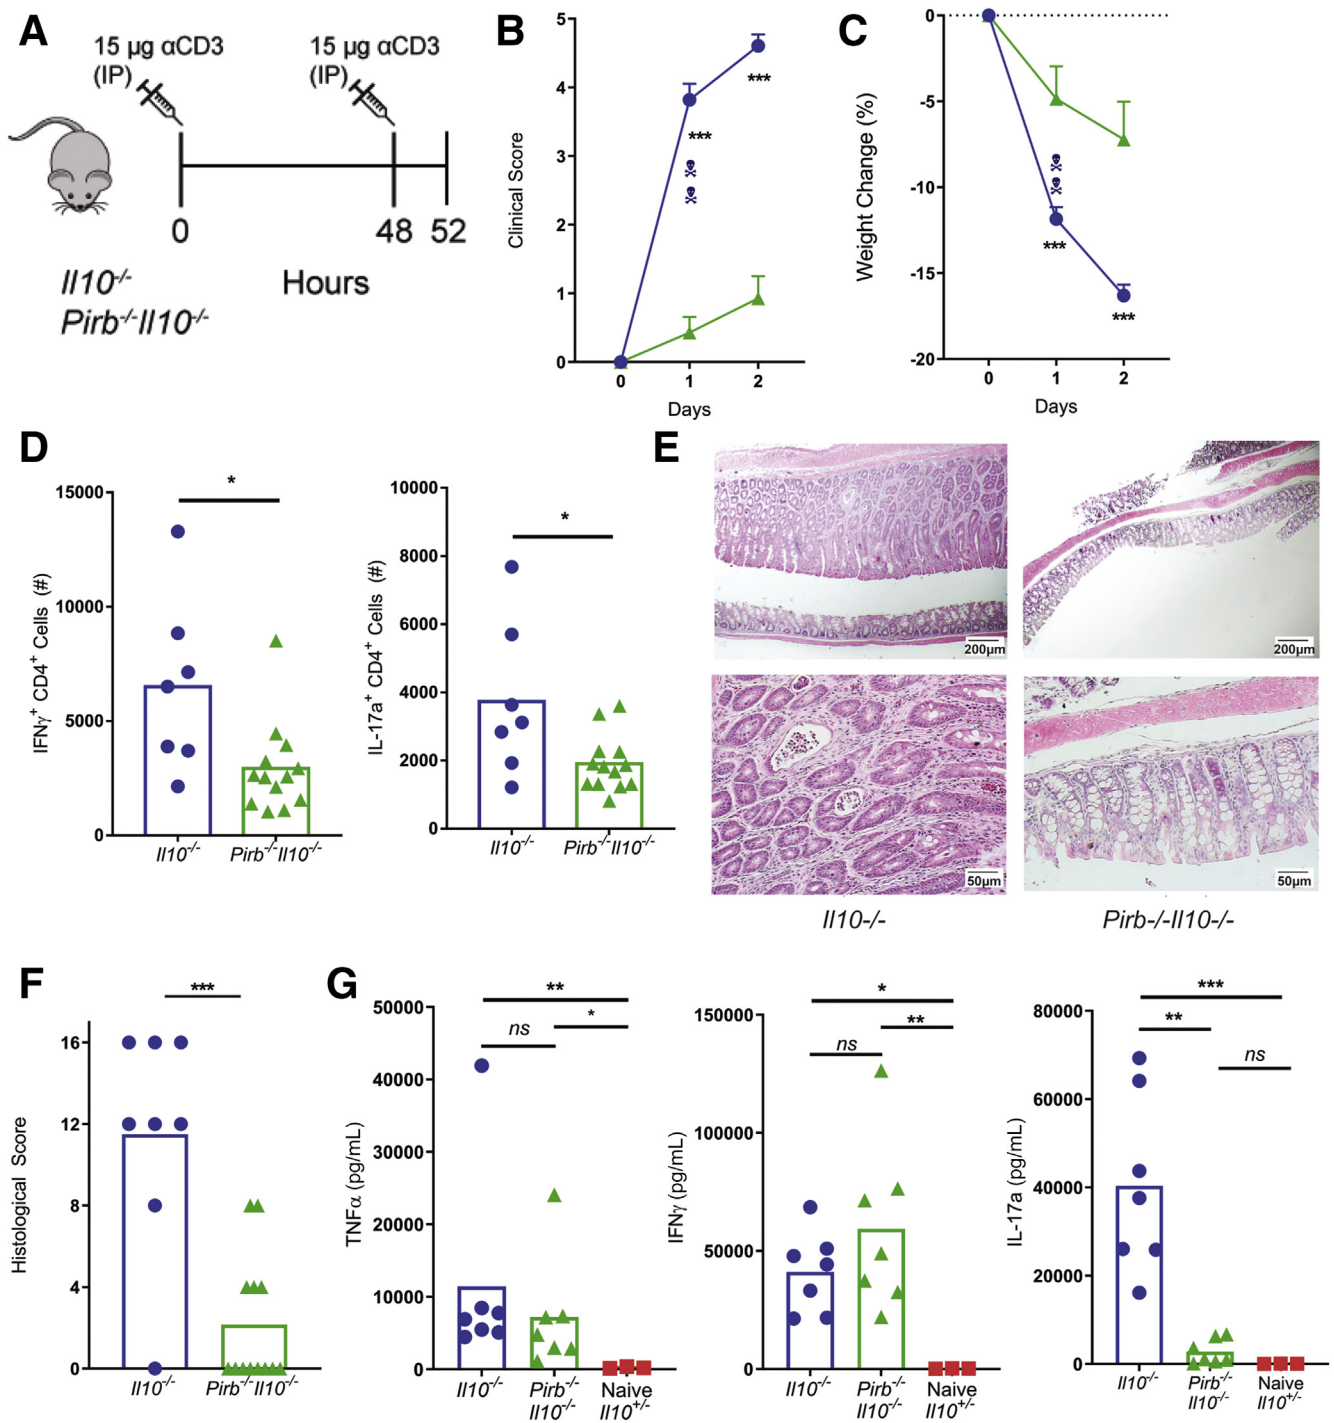 A
15 µg αCD3
(IP)
15 µg αCD3
(IP)
0
48
52
Il10-/-
Pirb-/-Il10-/-
Hours
B
Clinical Score
5
4
3
2
1
0
***
***
0
1
2
Days
C
Weight Change (%)
0
-5
-10
-15
-20
***
***
0
1
2
Days
D
IFNγ+ CD4+ Cells (#)
15000
10000
5000
0
*
Il10-/-
Pirb-/-Il10-/-
IL-17a+ CD4+ Cells (#)
10000
8000
6000
4000
2000
0
*
Il10-/-
Pirb-/-Il10-/-
E
200µm
200µm
50µm
50µm
Il10-/-
Pirb-/-Il10-/-
F
Histological Score
16
12
8
4
0
***
Il10-/-
Pirb-/-Il10-/-
G
TNFα (pg/mL)
50000
40000
30000
20000
10000
0
**
*
ns
Il10-/-
Pirb-/-
Il10-/-
Naive
Il10+/-
IFNγ (pg/mL)
150000
100000
50000
0
*
**
ns
Il10-/-
Pirb-/-
Il10-/-
Naive
Il10+/-
IL-17a (pg/mL)
80000
60000
40000
20000
0
***
**
ns
Il10-/-
Pirb-/-
Il10-/-
Naive
Il10+/-